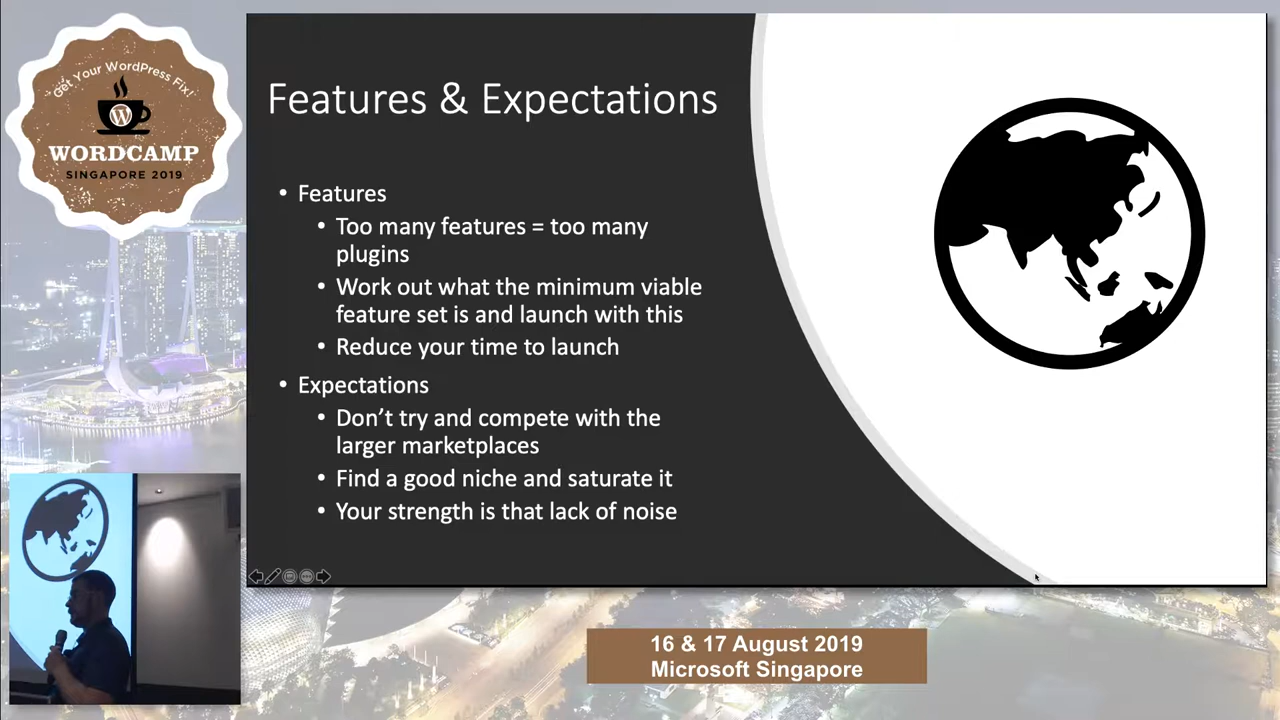 Get Your WordPress Fix!
W
WORDCAMP
SINGAPORE 2019
Features & Expectations
• Features
• Too many features = too many
plugins
• Work out what the minimum viable
feature set is and launch with this
• Reduce your time to launch
• Expectations
• Don’t try and compete with the
larger marketplaces
• Find a good niche and saturate it
• Your strength is that lack of noise
16 & 17 August 2019
Microsoft Singapore